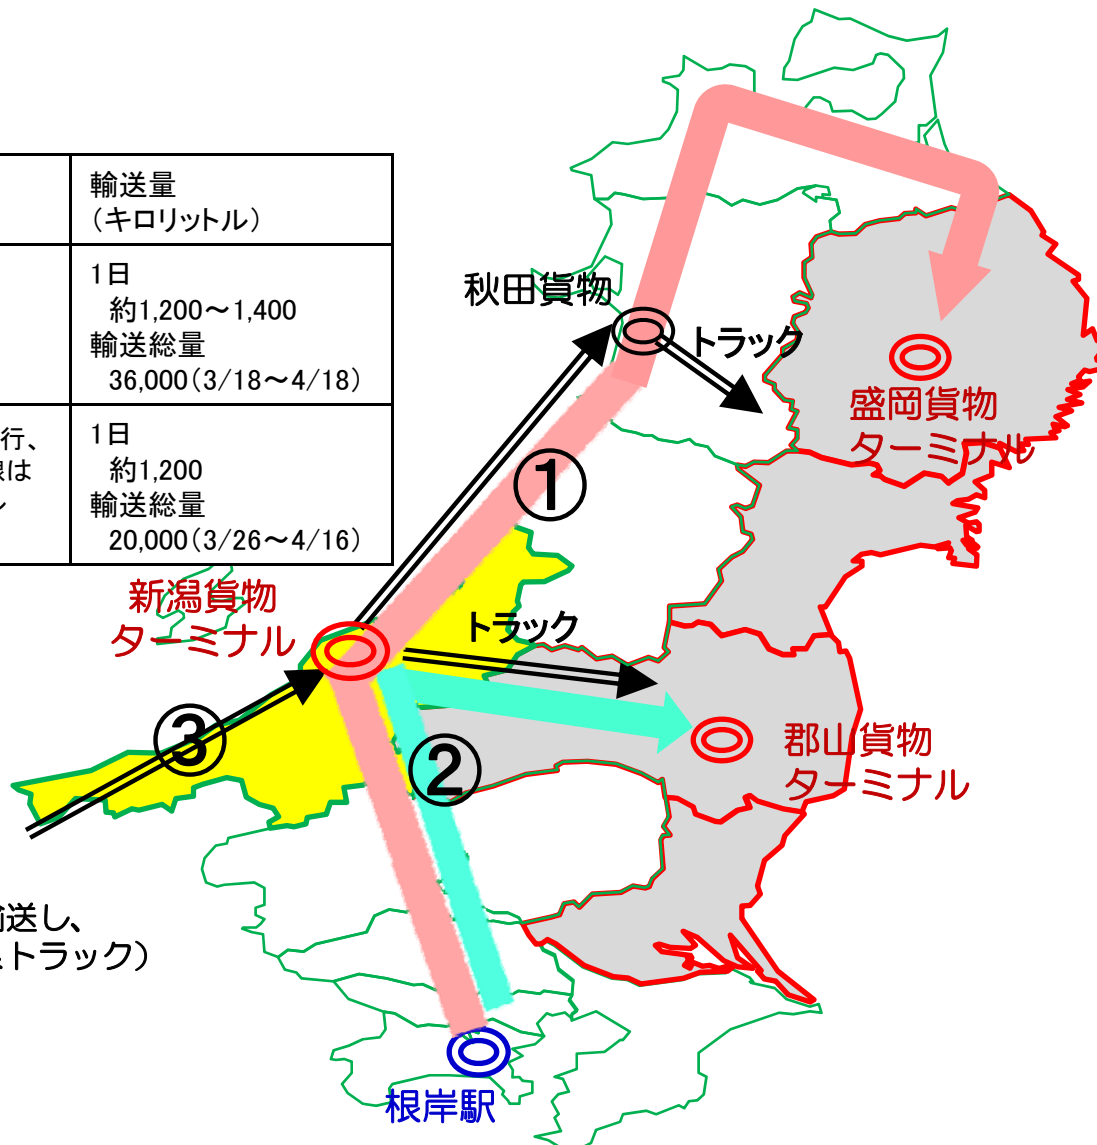 輸送量
(キロリットル)
1日
約1,200~1,400
輸送総量
36,000(3/18~4/18)
行、
線は
1日
約1,200
輸送総量
20,000(3/26~4/16)
秋田貨物
トラック
盛岡貨物
ターミナル
①
新潟貨物
ターミナル
トラック
③
②
郡山貨物
ターミナル
輸送し、
トラック)
根岸駅